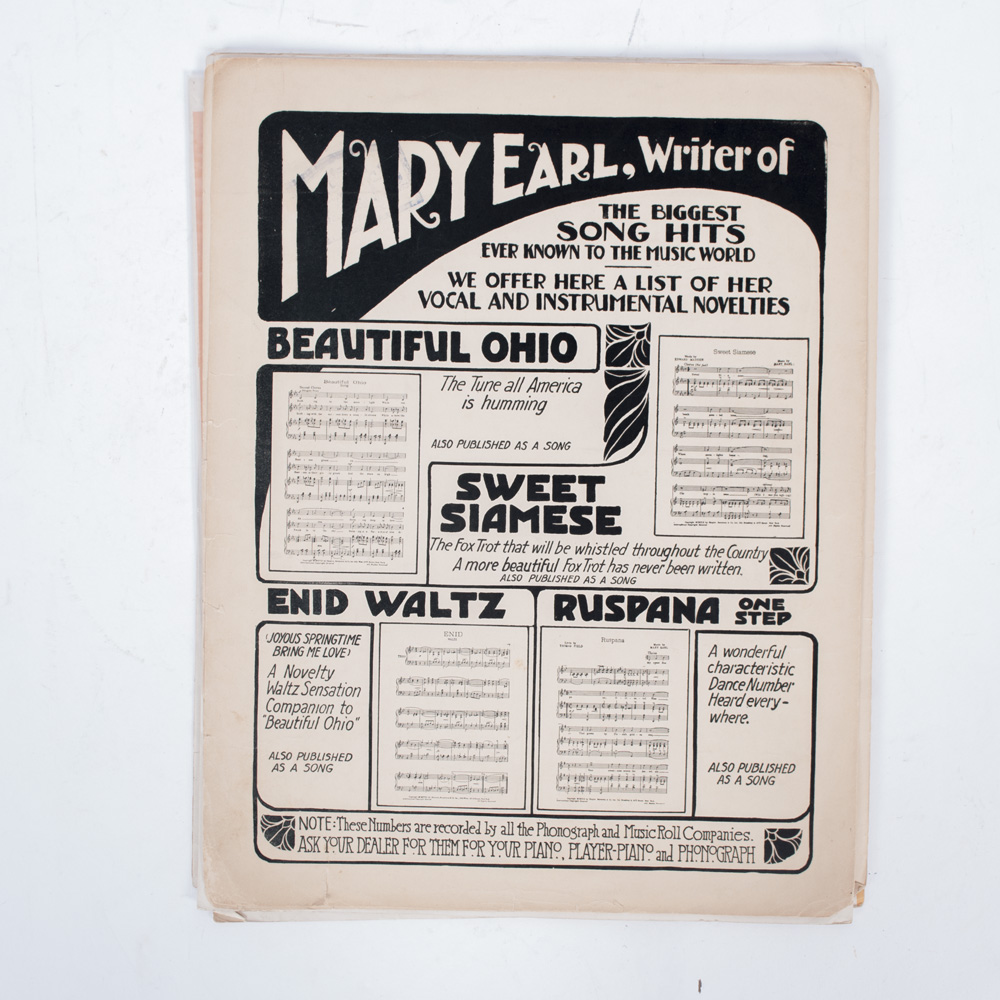 MARY EARL, Writer of
THE BIGGEST
SONG HITS
EVER KNOWN TO THE MUSIC WORLD
WE OFFER HERE A LIST OF HER
VOCAL AND INSTRUMENTAL NOVELTIES
BEAUTIFUL OHIO
Beautiful Ohio
The Tune all America
is humming
ALSO PUBLISHED AS A SONG
Sweet Siamese
MARY EARL
SWEET
SIAMESE
The Fox Trot that will be whistled throughout the Country
A more beautiful Fox Trot has never been written.
ALSO PUBLISHED AS A SONG
ENID WALTZ
(JOYOUS SPRINGTIME
BRING ME LOVE)
A Novelty
Waltz Sensation
Companion to
"Beautiful Ohio"
ALSO PUBLISHED
AS A SONG
ENID
RUSPANA ONE
STEP
Ruspana
MARY EARL
A wonderful
characteristic
Dance Number
Heard every-
where.
ALSO PUBLISHED
AS A SONG
NOTE: These Numbers are recorded by all the Phonograph and Music Roll Companies.
ASK YOUR DEALER FOR THEM FOR YOUR PIANO, PLAYER-PIANO and PHONOGRAPH